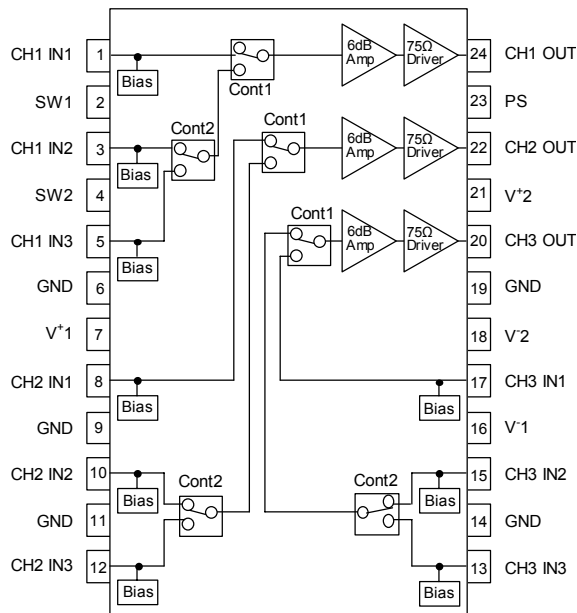 CH1 IN1 1 Bias Cont1 6dB Amp 75Ω Driver 24 CH1 OUT
SW1 2 23 PS
CH1 IN2 3 Bias Cont2 Cont1 6dB Amp 75Ω Driver 22 CH2 OUT
SW2 4 21 V+2
CH1 IN3 5 Bias Cont1 6dB Amp 75Ω Driver 20 CH3 OUT
GND 6 19 GND
V+1 7 18 V-2
CH2 IN1 8 Bias 17 CH3 IN1 Bias
GND 9 16 V-1
CH2 IN2 10 Bias Cont2 Cont2 Bias 15 CH3 IN2
GND 11 14 GND
CH2 IN3 12 Bias Bias 13 CH3 IN3